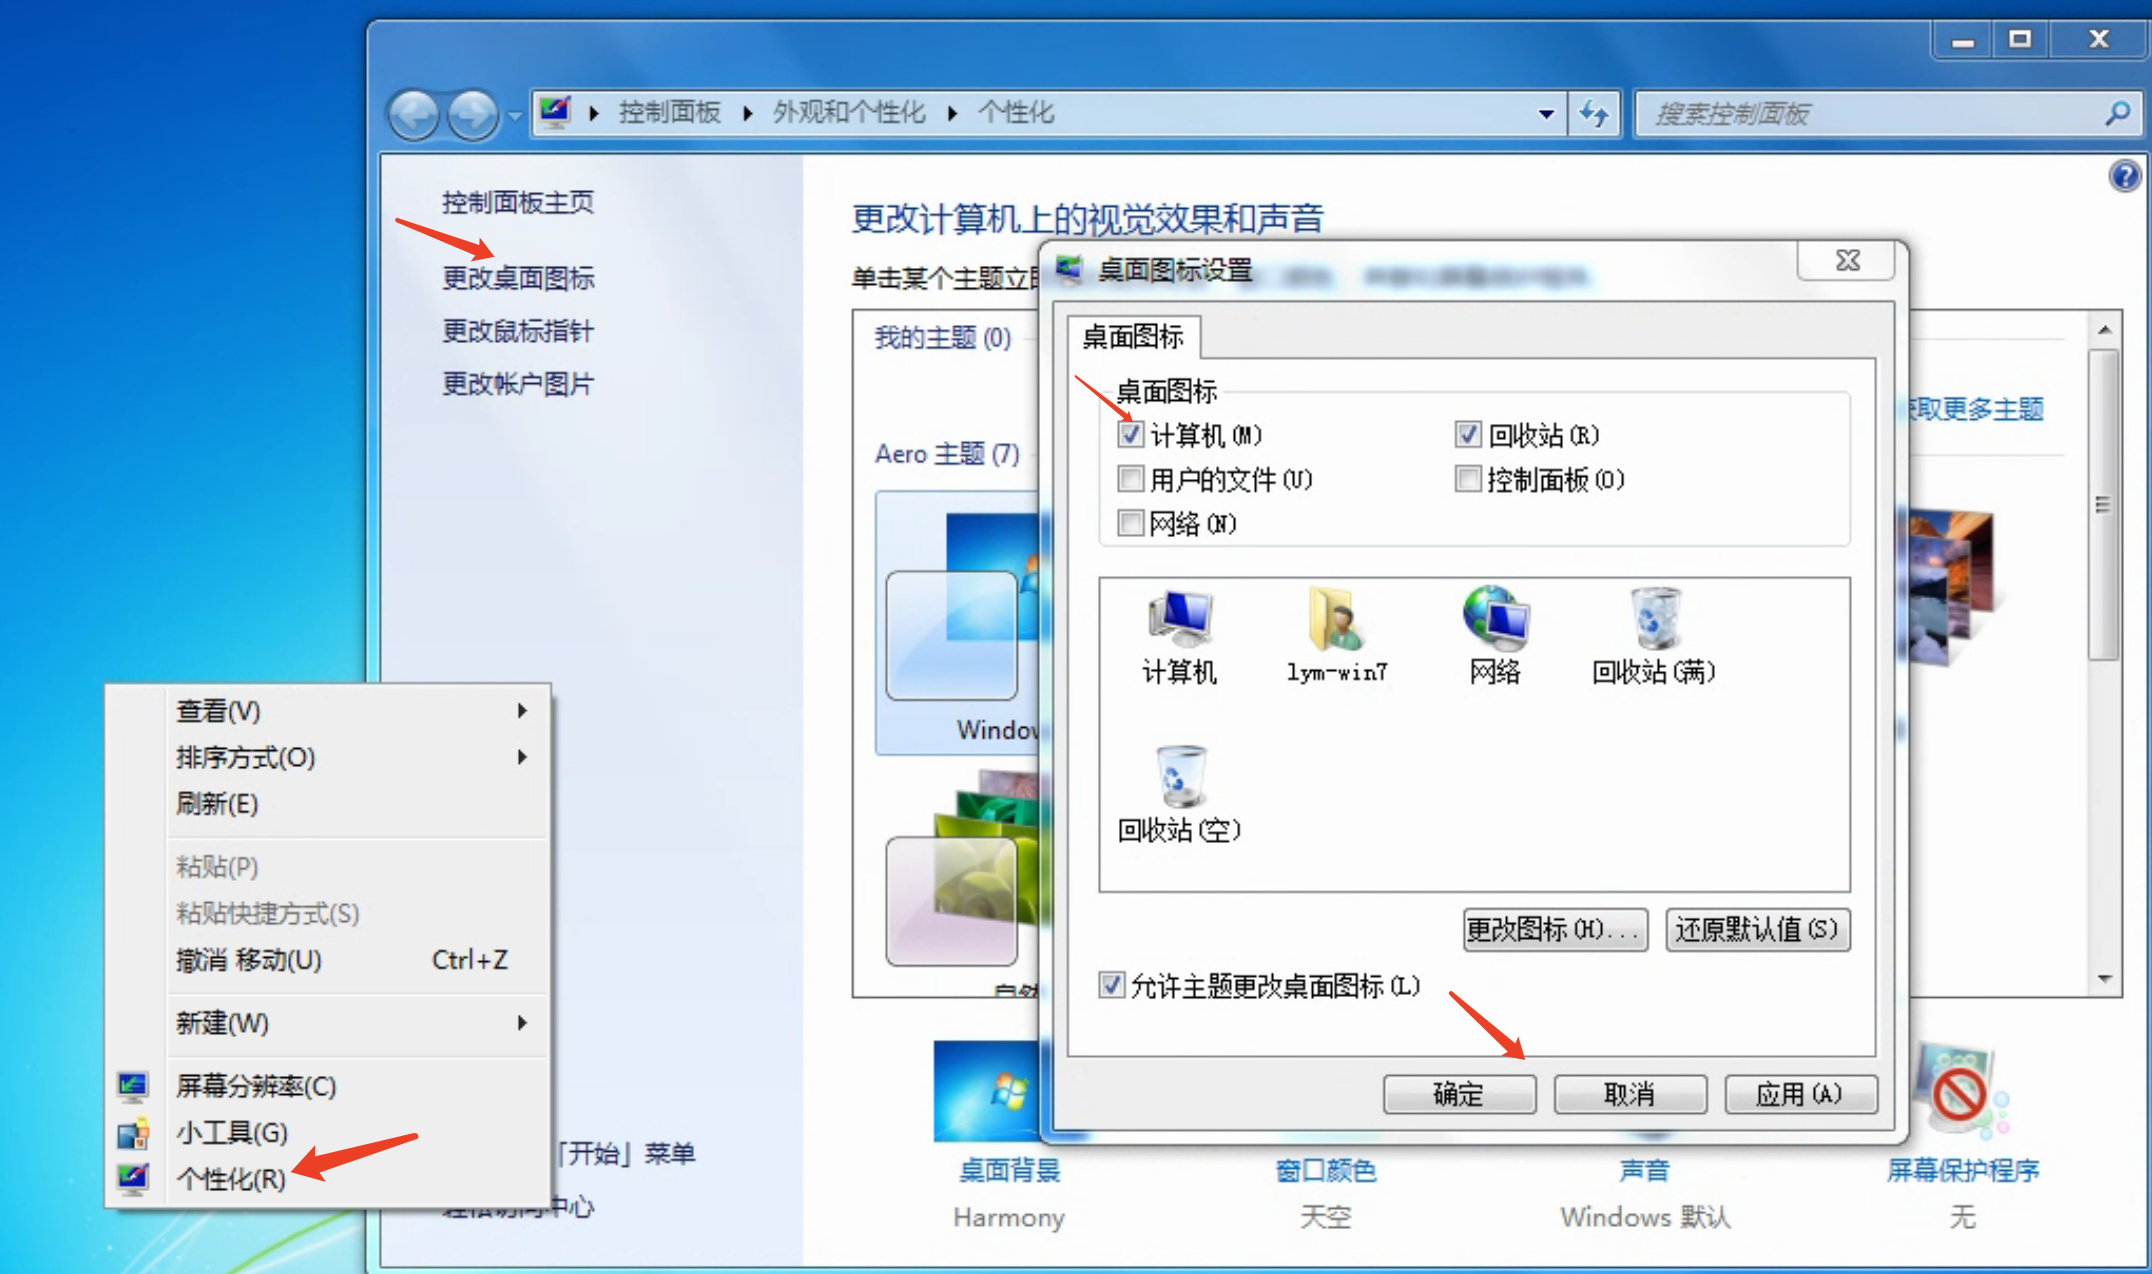 控制面板 外观和个性化 个性化
搜索控制面板
控制面板主页
更改桌面图标
更改鼠标指针
更改帐户图片
「开始」菜单
中心
更改计算机上的视觉效果和声音
单击某个主题立
我的主题 (0)
取更多主题
Aero 主题 (7)
Window
自然
桌面背景
Harmony
窗口颜色
天空
声音
Windows 默认
屏幕保护程序
无
桌面图标设置
桌面图标
桌面图标
计算机(M) 回收站(R)
用户的文件(U) 控制面板(O)
网络(N)
计算机 lym-win7 网络 回收站(满)
回收站(空)
更改图标(H)... 还原默认值(S)
允许主题更改桌面图标(L)
确定 取消 应用(A)
查看(V)
排序方式(O)
刷新(E)
粘贴(P)
粘贴快捷方式(S)
撤消 移动(U) Ctrl+Z
新建(W)
屏幕分辨率(C)
小工具(G)
个性化(R)